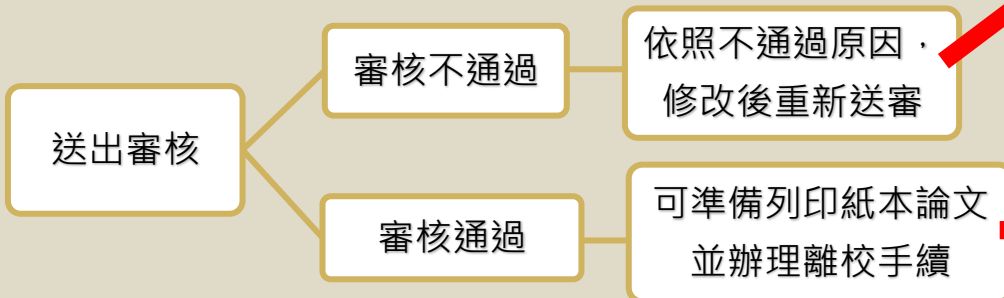 送出審核
審核不通過
依照不通過原因，
修改後重新送審
審核通過
可準備列印紙本論文
並辦理離校手續